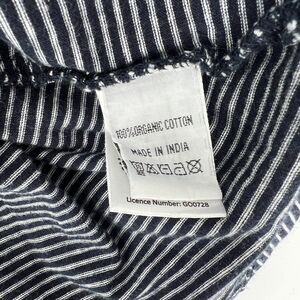 100% ORGANIC COTTON
MADE IN INDIA
Licence Number: GO0728